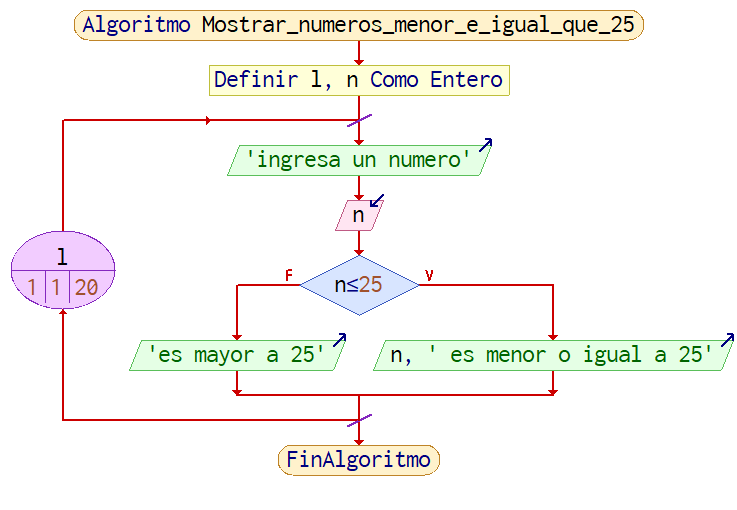 Algoritmo Mostrar_numeros_menor_e_igual_que_25
Definir l, n Como Entero
'ingresa un numero'
n
l
1 1 20
n≤25
F
V
'es mayor a 25'
n, ' es menor o igual a 25'
FinAlgoritmo